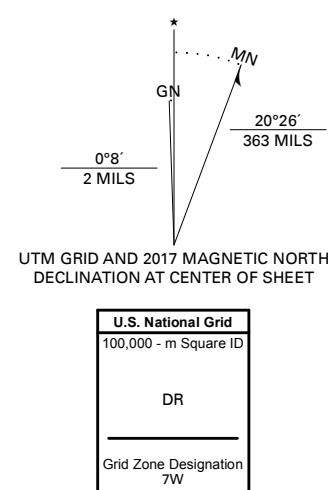 ★
MN
GN
20°26´
363 MILS
0°8´
2 MILS
UTM GRID AND 2017 MAGNETIC NORTH
DECLINATION AT CENTER OF SHEET
U.S. National Grid
100,000 - m Square ID
DR
Grid Zone Designation
7W